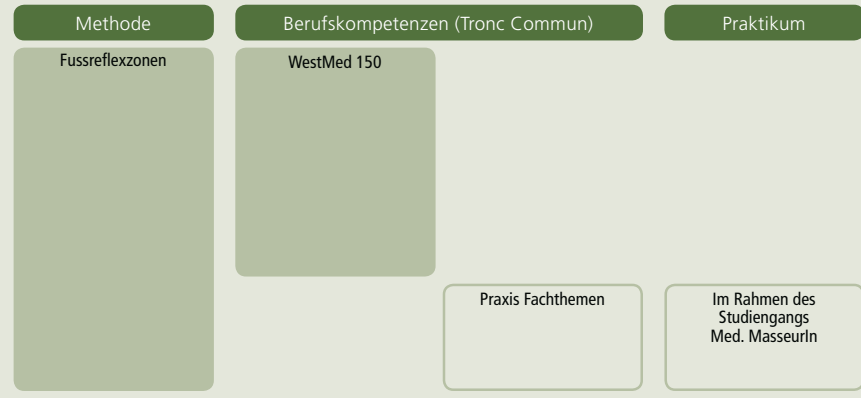 Methode
Berufskompetenzen (Tronc Commun)
Praktikum
Fussreflexzonen
WestMed 150
Praxis Fachthemen
Im Rahmen des
Studiengangs
Med. MasseurIn